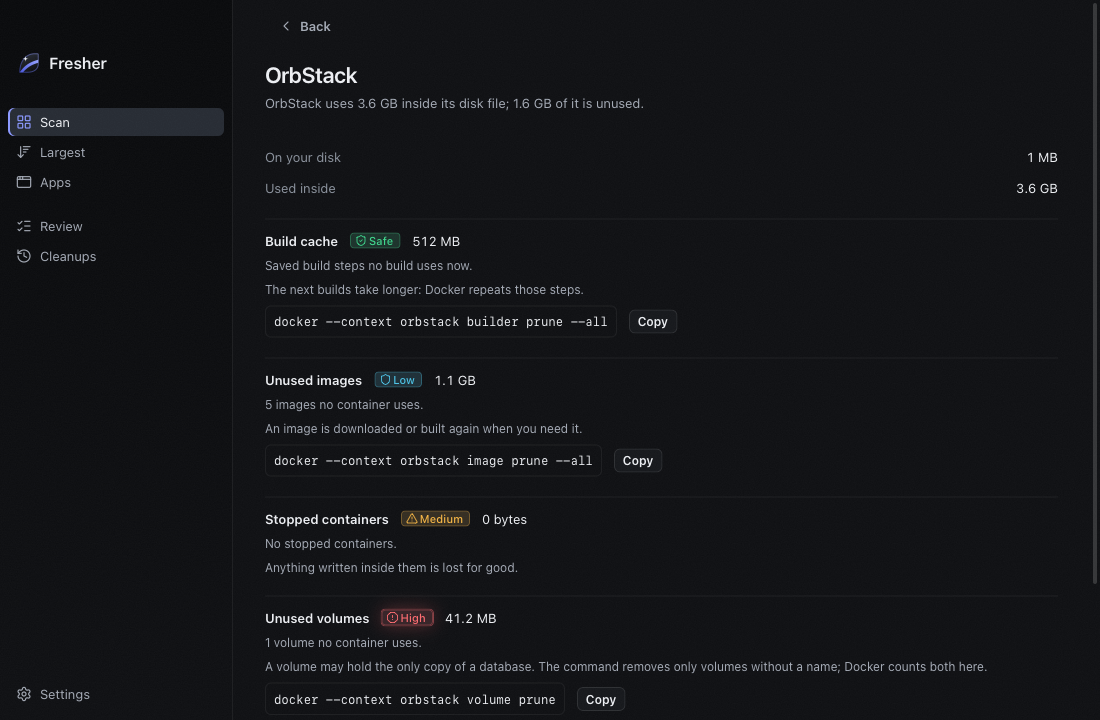 Back
Fresher
OrbStack
OrbStack uses 3.6 GB inside its disk file; 1.6 GB of it is unused.
Scan
Largest
Apps
Review
Cleanups
Settings
On your disk 1 MB
Used inside 3.6 GB
Build cache Safe 512 MB
Saved build steps no build uses now.
The next builds take longer: Docker repeats those steps.
docker --context orbstack builder prune --all Copy
Unused images Low 1.1 GB
5 images no container uses.
An image is downloaded or built again when you need it.
docker --context orbstack image prune --all Copy
Stopped containers Medium 0 bytes
No stopped containers.
Anything written inside them is lost for good.
Unused volumes High 41.2 MB
1 volume no container uses.
A volume may hold the only copy of a database. The command removes only volumes without a name; Docker counts both here.
docker --context orbstack volume prune Copy